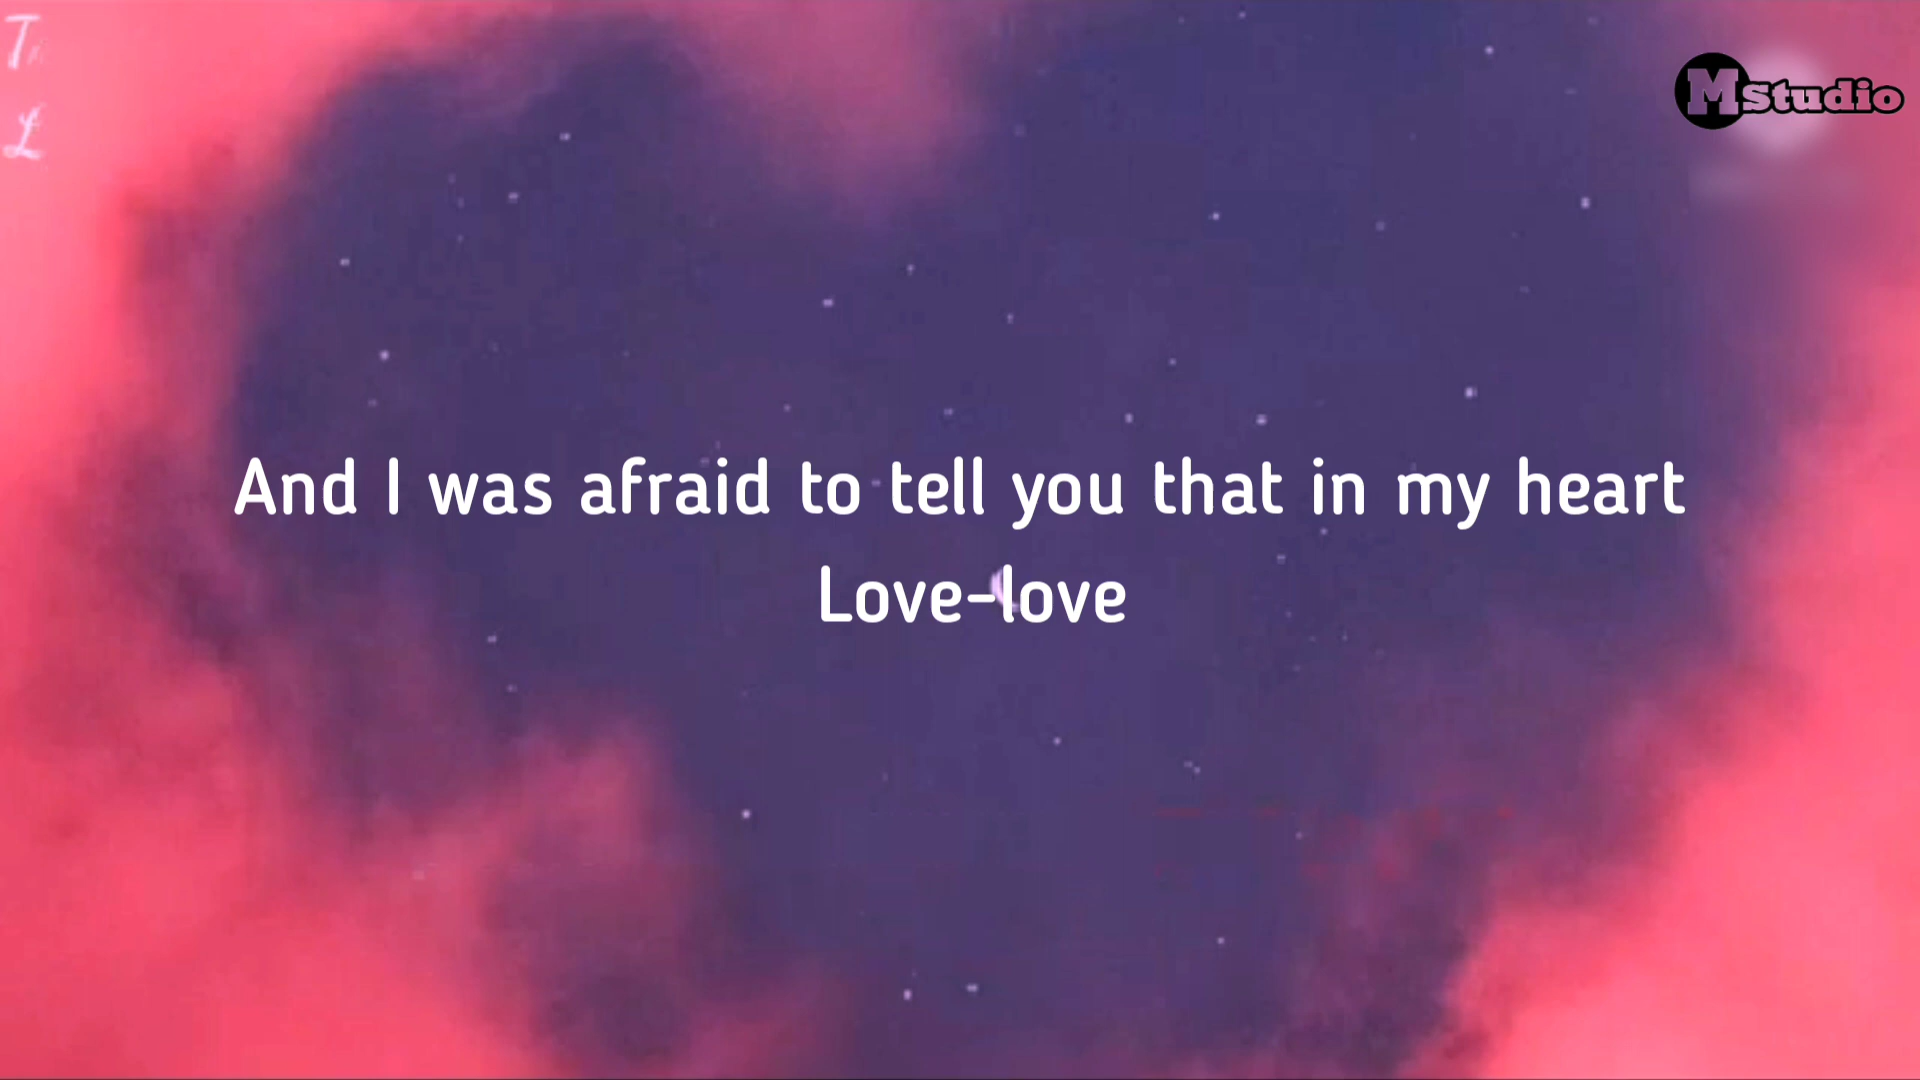 Mstudio
And I was afraid to tell you that in my heart
Love-love